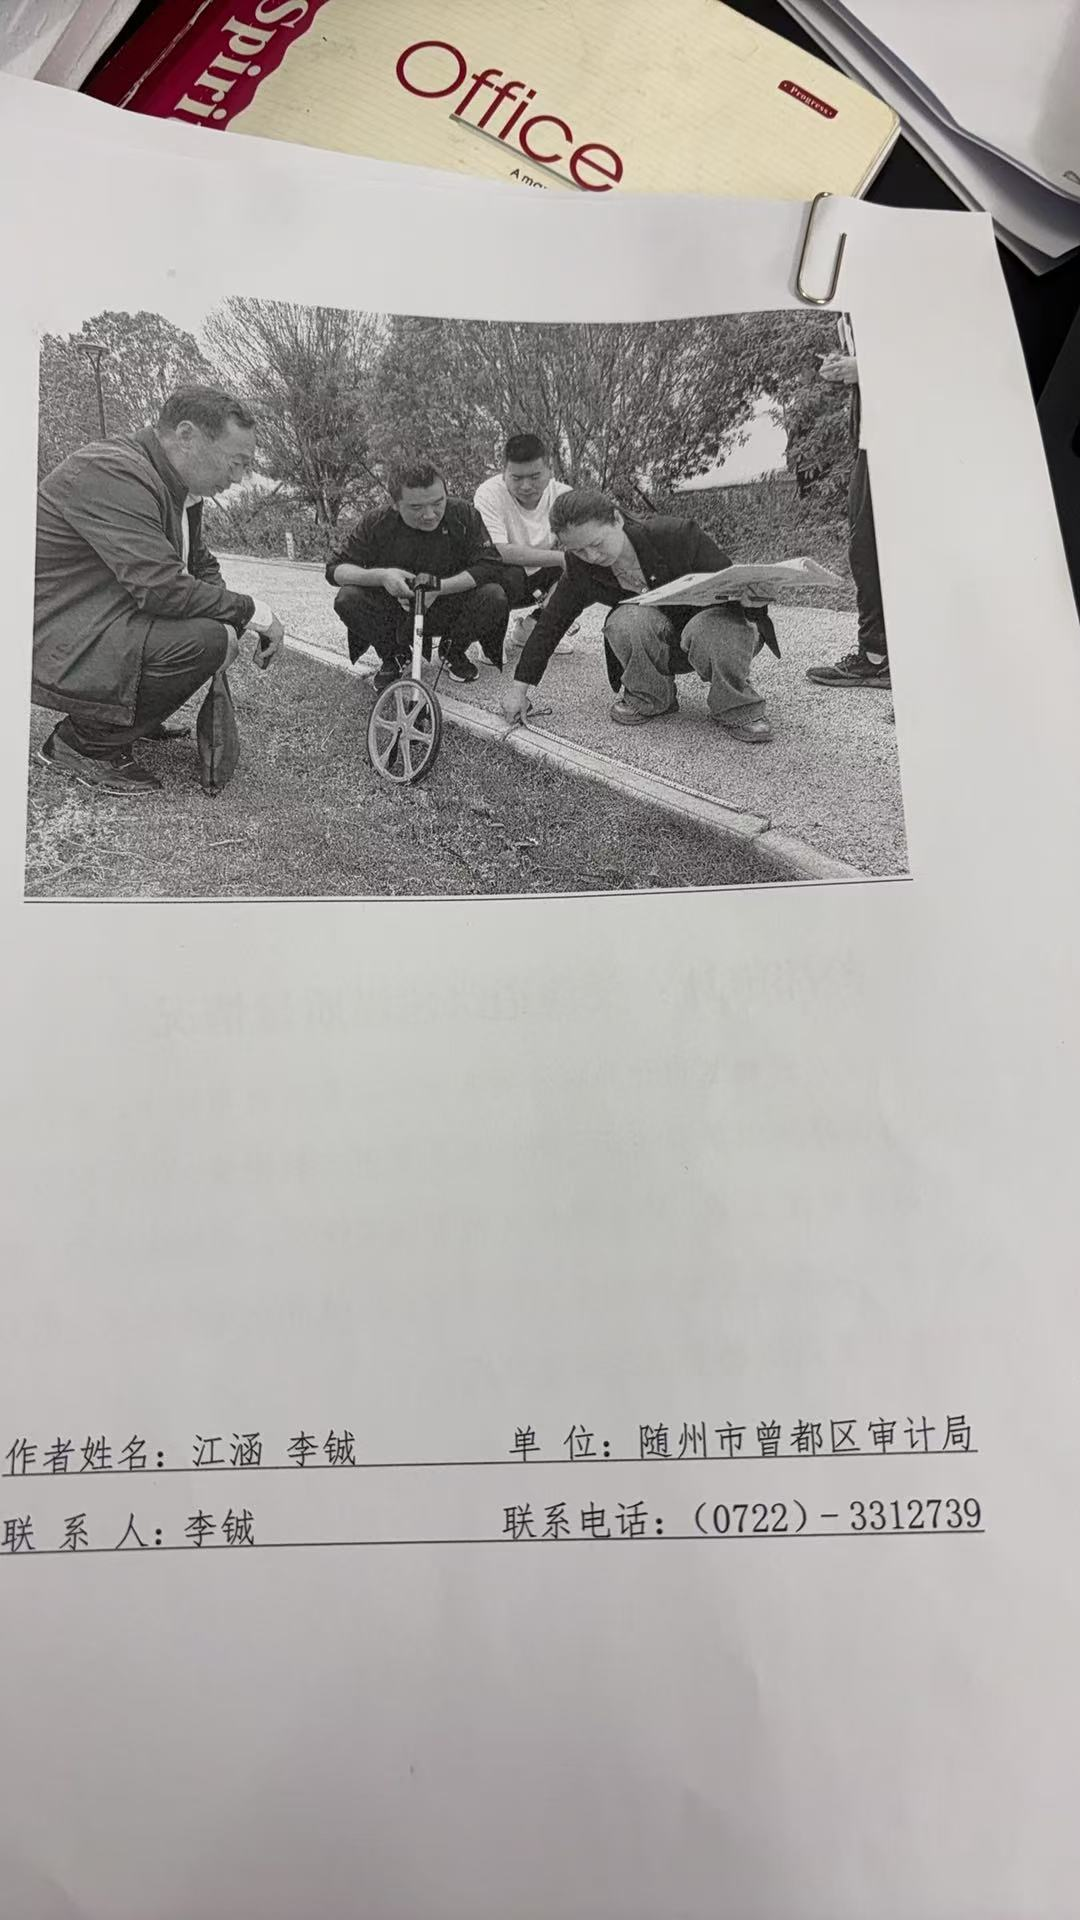 Spiri
Office
Progress
作者姓名：江涵 李铖 单 位：随州市曾都区审计局
联 系 人：李铖 联系电话：（0722）-3312739